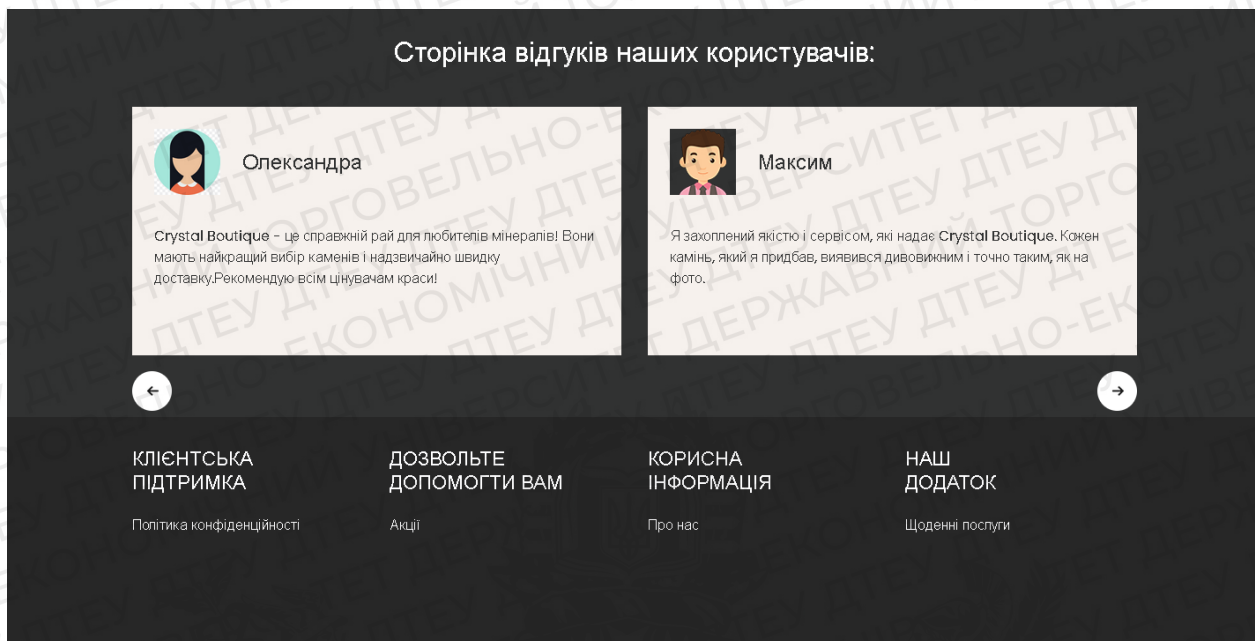 Сторінка відгуків наших користувачів:
Олександра
Crystal Boutique – це справжній рай для любителів мінералів! Вони
мають найкращий вибір каменів і надзвичайно швидку
доставку.Рекомендую всім цінувачам краси!
Максим
Я захоплений якістю і сервісом, які надає Crystal Boutique. Кожен
камінь, який я придбав, виявився дивовижним і точно таким, як на
фото.
КЛІЄНТСЬКА
ПІДТРИМКА
Політика конфіденційності
ДОЗВОЛЬТЕ
ДОПОМОГТИ ВАМ
Акції
КОРИСНА
ІНФОРМАЦІЯ
Про нас
НАШ
ДОДАТОК
Щоденні послуги